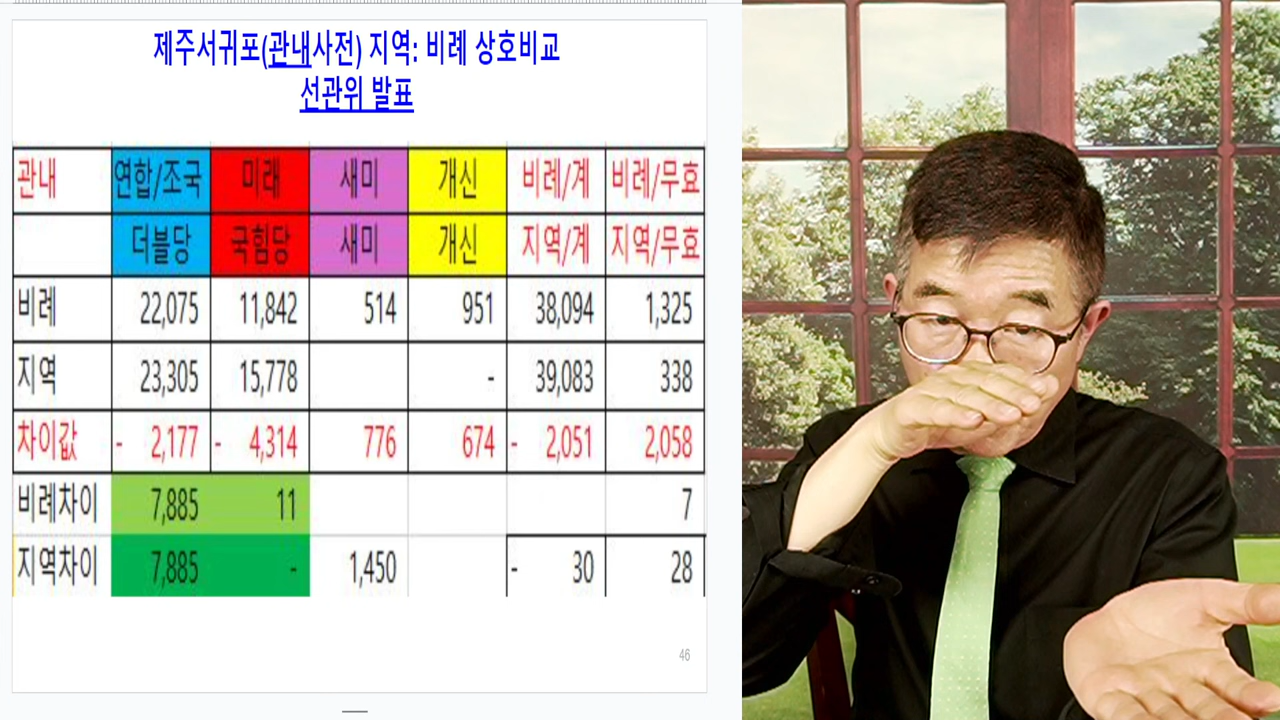 제주서귀포(관내사전) 지역: 비례 상호비교
선관위 발표
관내 연합/조국 미래 새미 개신 비례/계 비례/무효
더블당 국힘당 새미 개신 지역/계 지역/무효
비례 22,075 11,842 514 951 38,094 1,325
지역 23,305 15,778 - 39,083 338
차이값 - 2,177 - 4,314 776 674 - 2,051 2,058
비례차이 7,885 11 7
지역차이 7,885 - 1,450 - 30 28
46